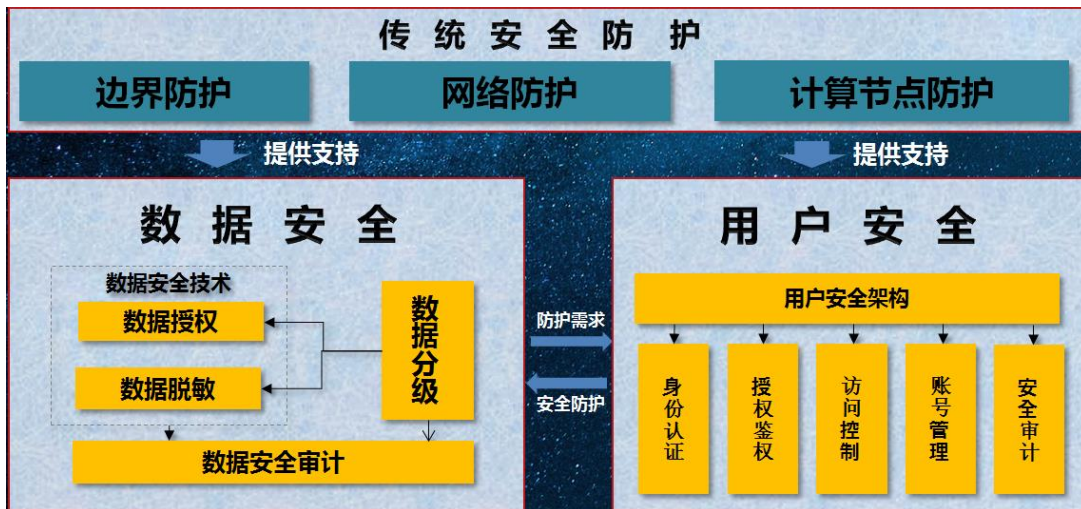 传统安全防护
边界防护
网络防护
计算节点防护
提供支持
提供支持
数据安全
数据安全技术
数据授权
数据脱敏
数据分级
数据安全审计
防护需求
安全防护
用户安全
用户安全架构
身份认证
授权鉴权
访问控制
账号管理
安全审计